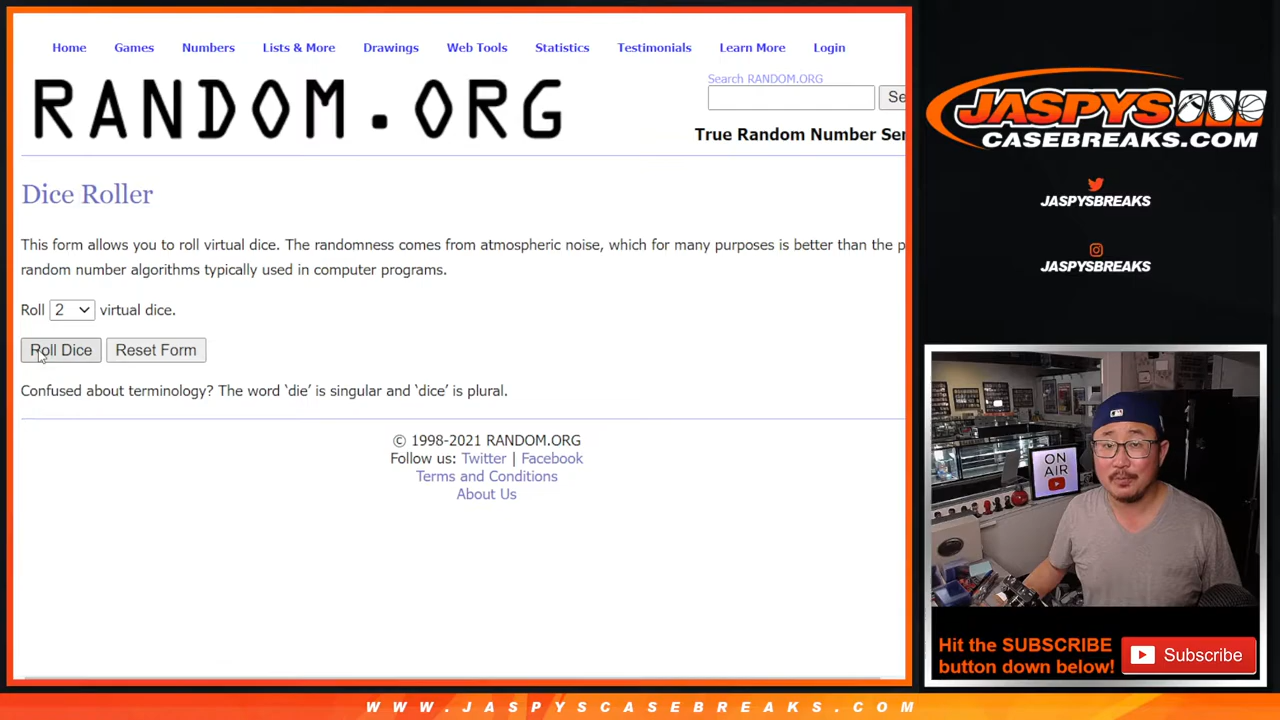 Home Games Numbers Lists & More Drawings Web Tools Statistics Testimonials Learn More Login
Search RANDOM.ORG
RANDOM.ORG
Se
True Random Number Ser
Dice Roller
This form allows you to roll virtual dice. The randomness comes from atmospheric noise, which for many purposes is better than the p
random number algorithms typically used in computer programs.
Roll 2 virtual dice.
Roll Dice Reset Form
Confused about terminology? The word ‘die’ is singular and ‘dice’ is plural.
© 1998-2021 RANDOM.ORG
Follow us: Twitter | Facebook
Terms and Conditions
About Us
JASPYS
CASEBREAKS.COM
JASPYSBREAKS
JASPYSBREAKS
ON
AIR
Hit the SUBSCRIBE
button down below!
Subscribe
WWW.JASPYSCASEBREAKS.COM